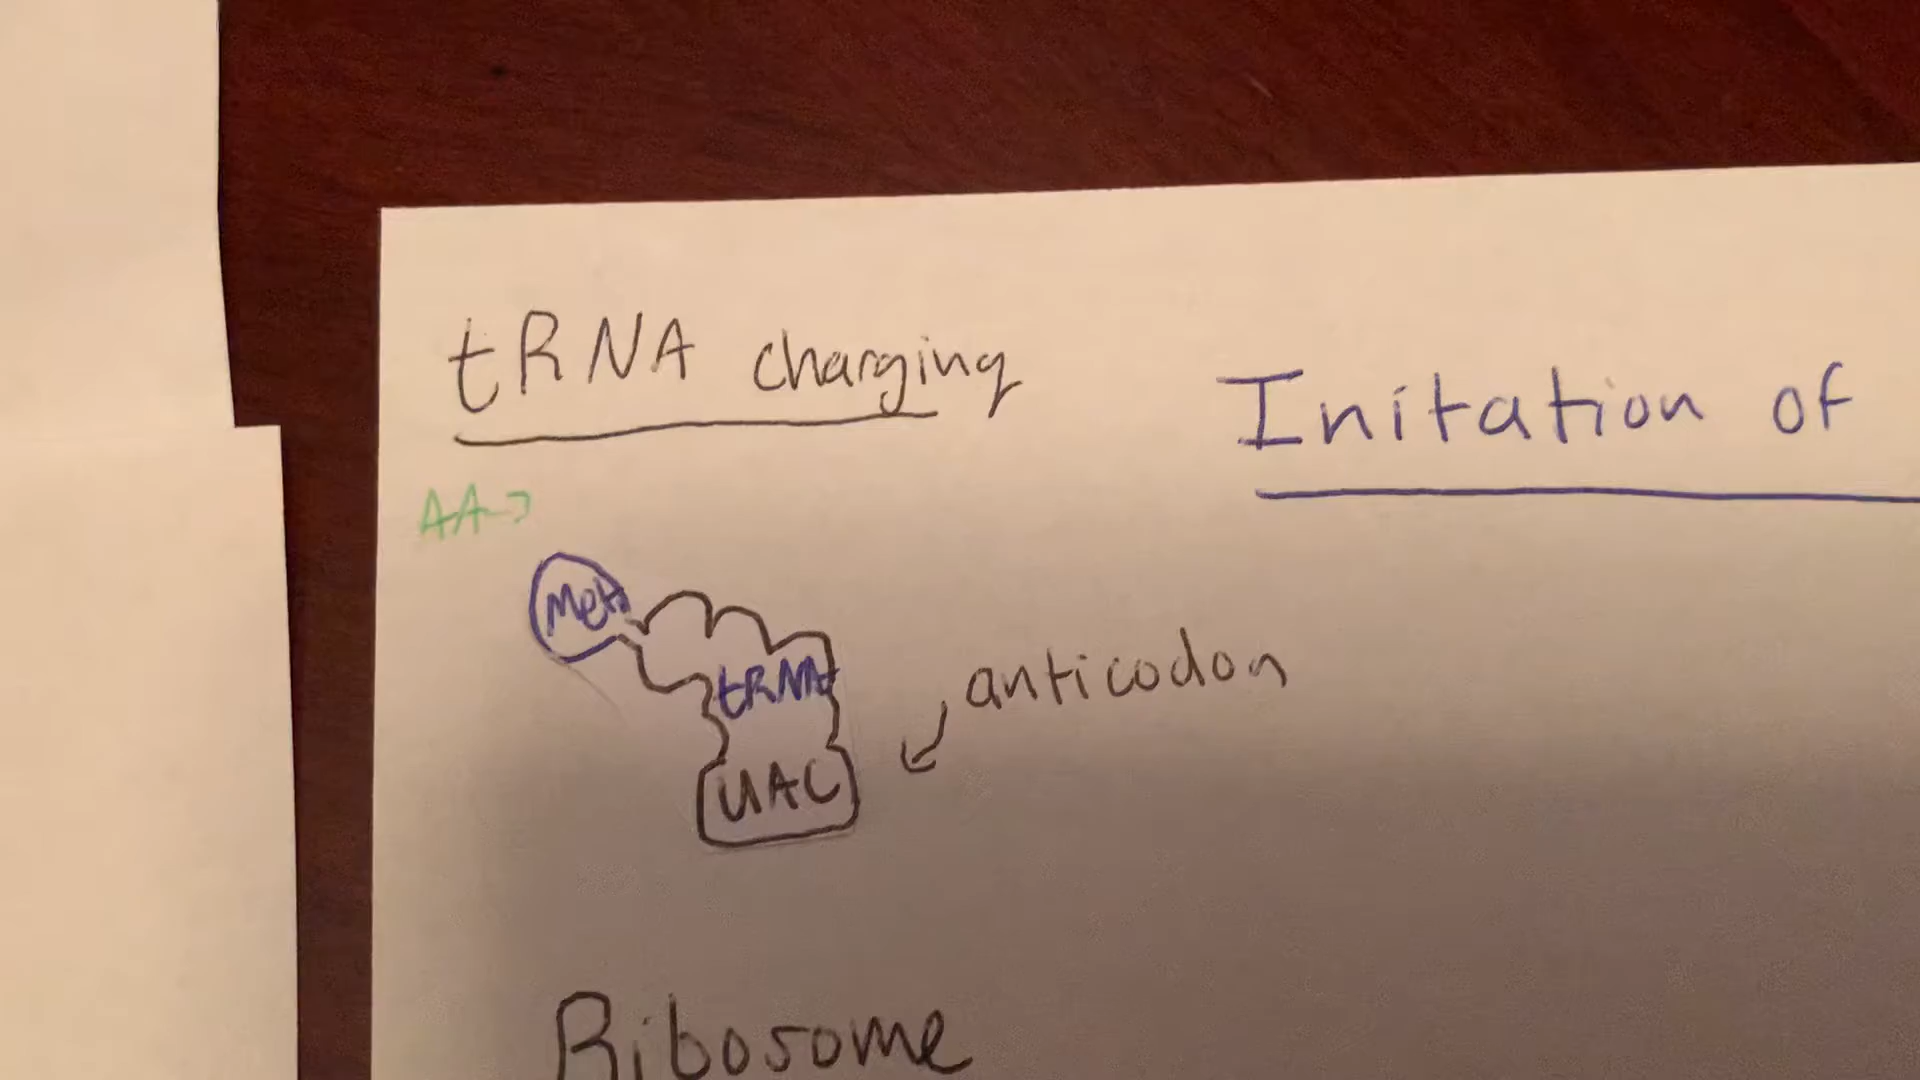 tRNA charging
Initation of
AA→
Met
tRNA
anticodon
UAC
Ribosome